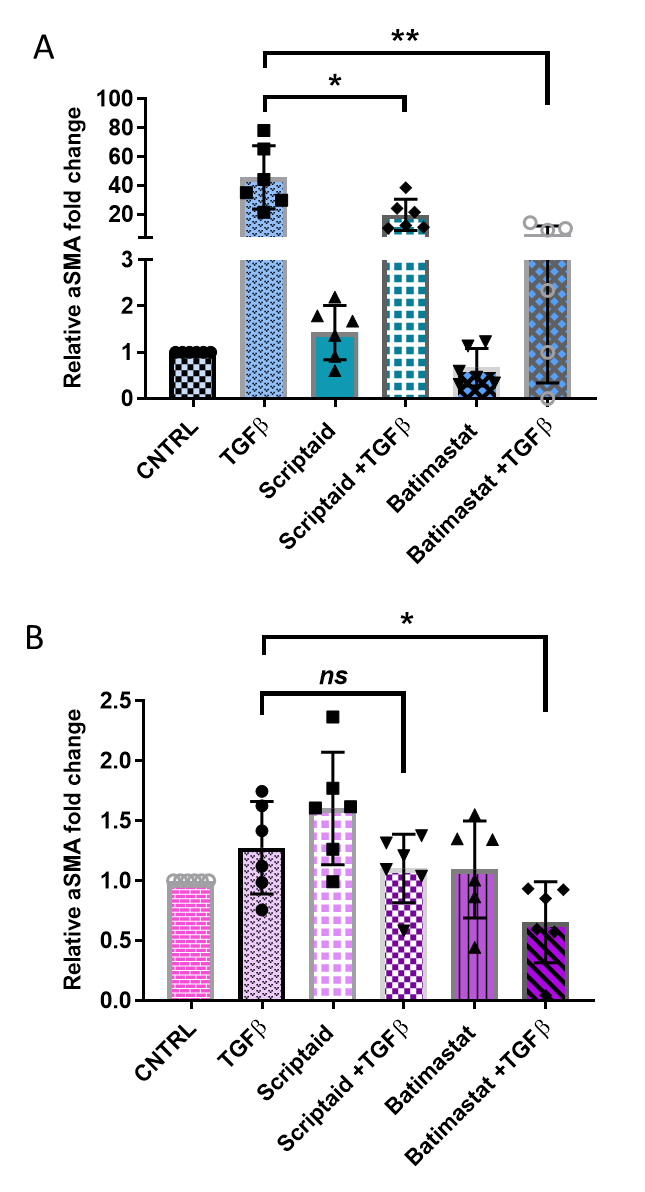 A
**
*
Relative aSMA fold change
100
80
60
40
20
3
2
1
0
CNTRL
TGFβ
Scriptaid
Scriptaid +TGFβ
Batimastat
Batimastat +TGFβ
B
*
ns
Relative aSMA fold change
2.5
2.0
1.5
1.0
0.5
0.0
CNTRL
TGFβ
Scriptaid
Scriptaid +TGFβ
Batimastat
Batimastat +TGFβ